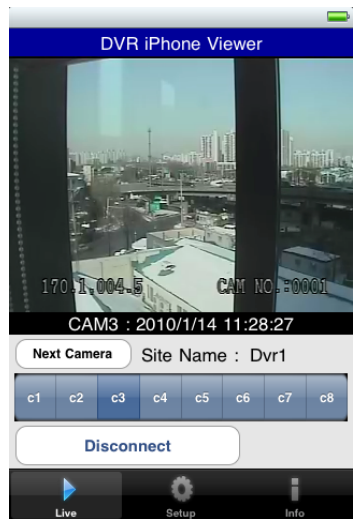 DVR iPhone Viewer
170.1.004.5 CAM NO.:0001
CAM3 : 2010/1/14 11:28:27
Next Camera Site Name : Dvr1
c1 c2 c3 c4 c5 c6 c7 c8
Disconnect
Live Setup Info